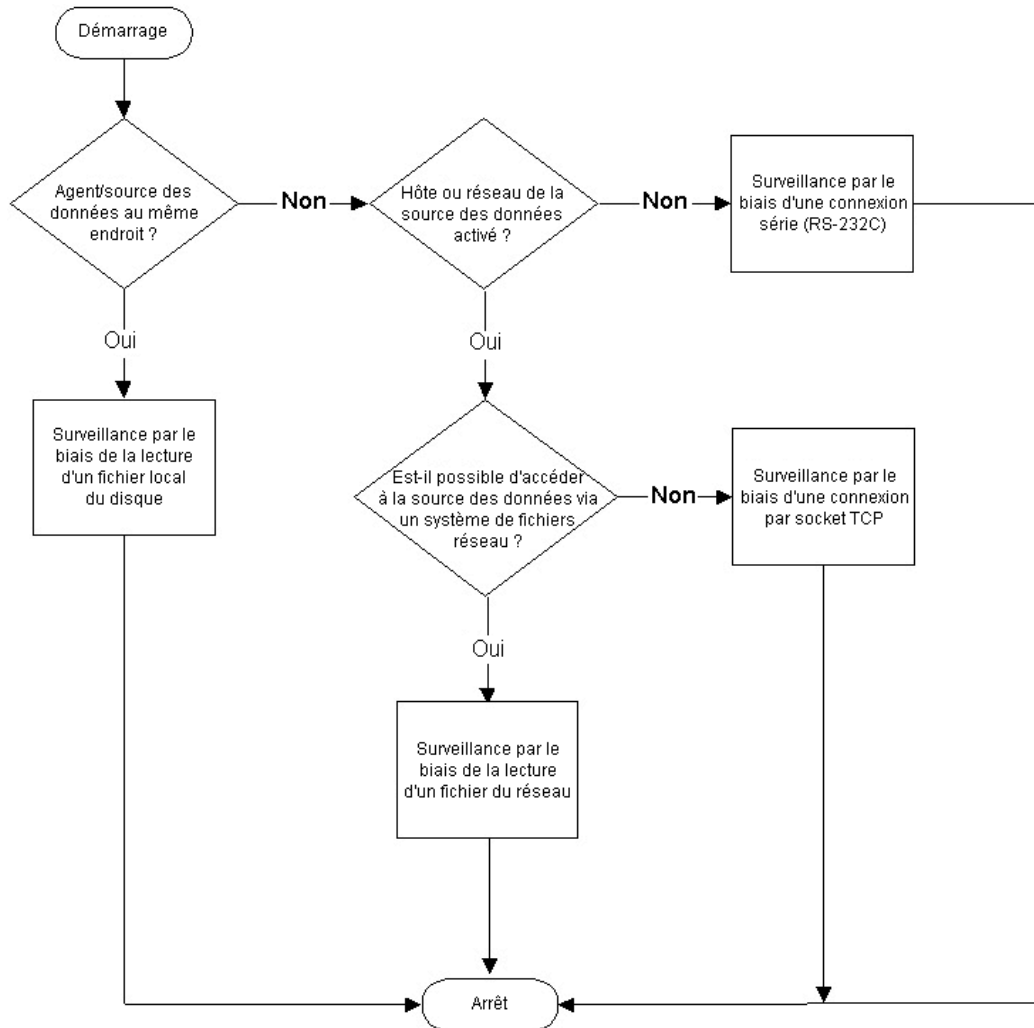 Démarrage
Agent/source des
données au même
endroit ?
Non
Hôte ou réseau de la
source des données
activé ?
Non
Surveillance par le
biais d'une connexion
série (RS-232C)
Oui
Oui
Surveillance par le
biais de la lecture
d'un fichier local
du disque
Est-il possible d'accéder
à la source des données via
un système de fichiers
réseau ?
Non
Surveillance par le
biais d'une connexion
par socket TCP
Oui
Surveillance par le
biais de la lecture
d'un fichier du réseau
Arrêt